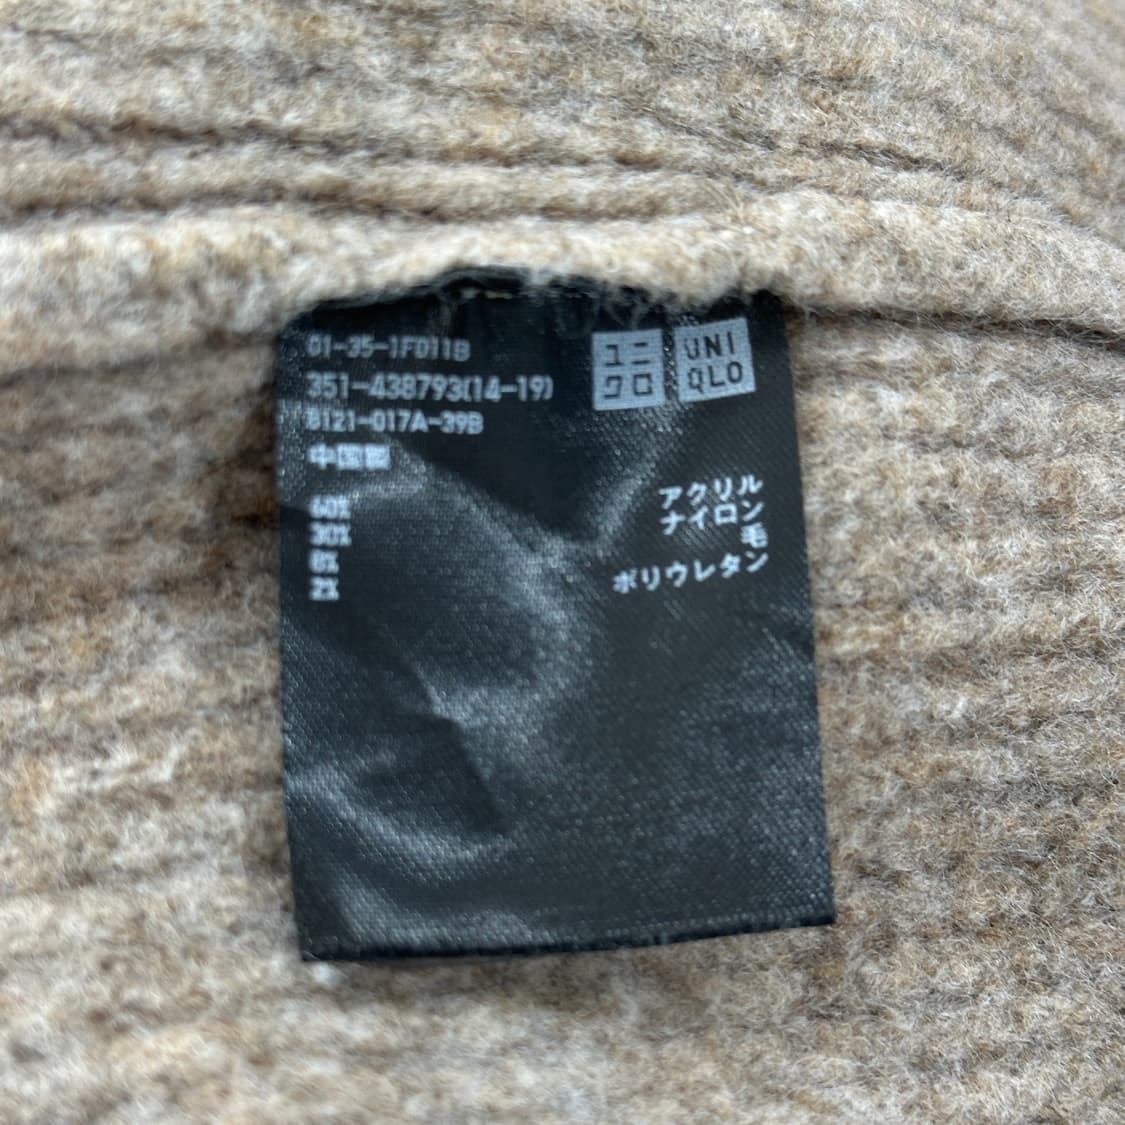 01-35-1F011B
351-438793(14-19)
8121-017A-39B
中国製
ユニ
クロ
UNI
QLO
60% アクリル
30% ナイロン
8% 毛
2% ポリウレタン